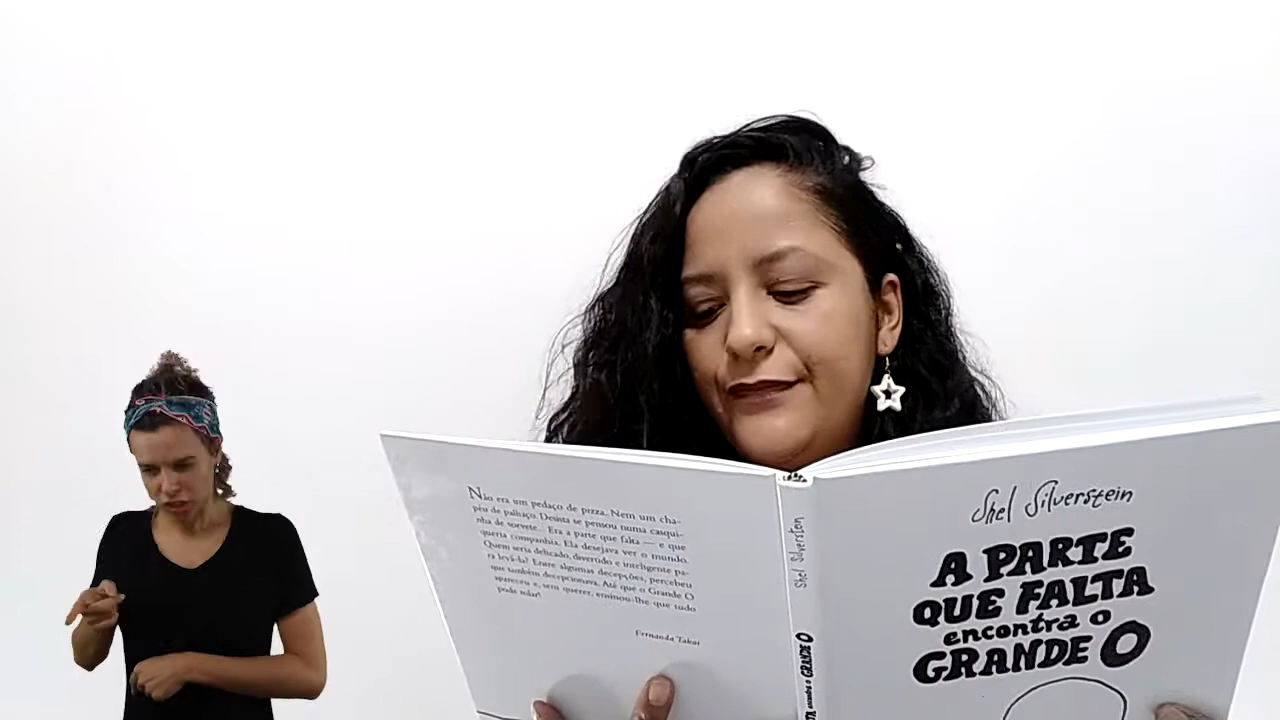 Não era um pedaço de pizza. Nem um cha-
péu de palhaço. Desista se pensou numa casqui-
nha de sorvete... Era a parte que falta — e que
queria companhia. Ela desejava ver o mundo.
Quem seria delicado, divertido e inteligente pa-
ra levá-la? Entre algumas decepções, percebeu
que também decepcionava. Até que o Grande O
apareceu e, sem querer, ensinou-lhe que tudo
pode rolar!
Fernanda Takai
Shel Silverstein
encontra o GRANDE O
Shel Silverstein
A PARTE
QUE FALTA
encontra o
GRANDE O